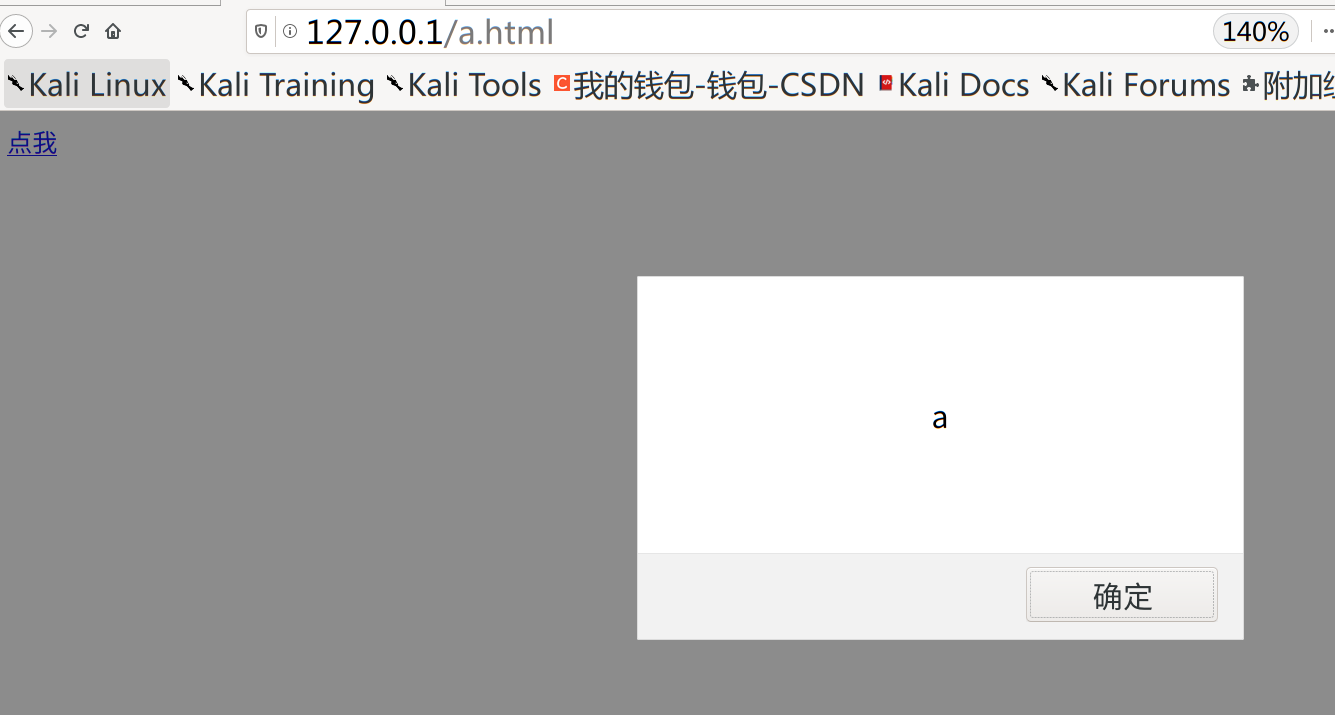 127.0.0.1/a.html 140%
Kali Linux Kali Training Kali Tools 我的钱包-钱包-CSDN Kali Docs Kali Forums 附加
点我
a
确定